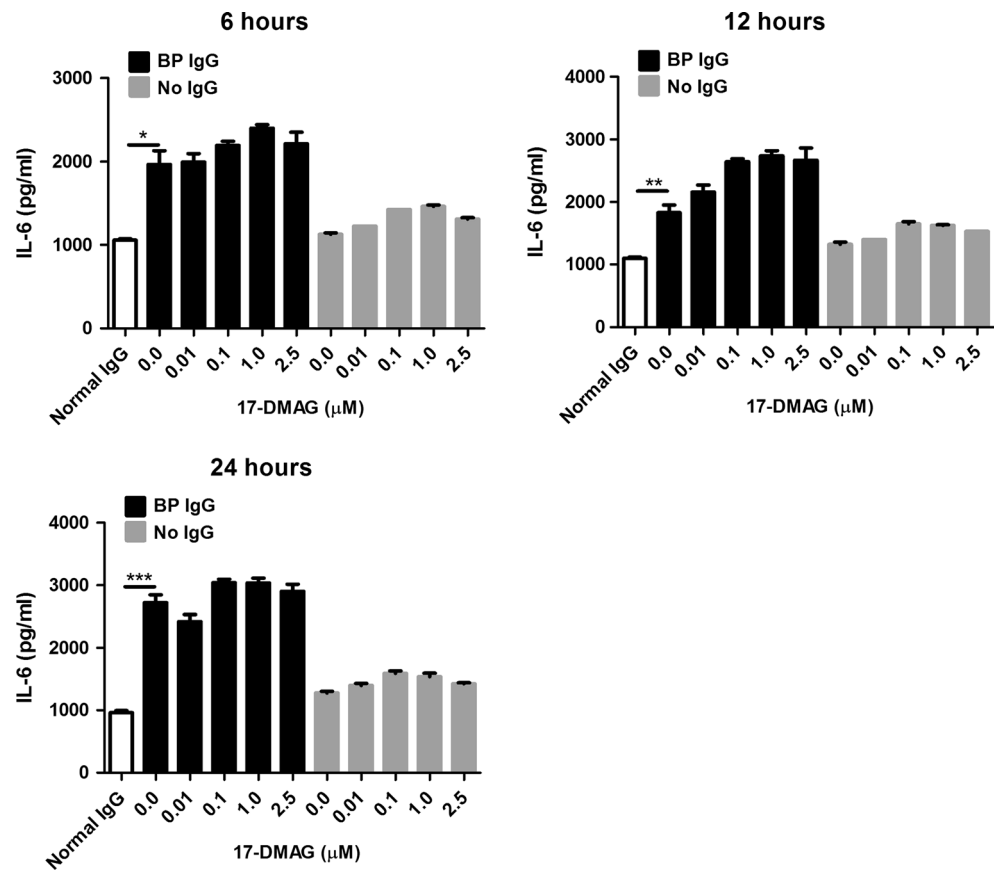 6 hours
BP IgG
No IgG
IL-6 (pg/ml)
3000
2000
1000
0
*
Normal IgG 0.0 0.01 0.1 1.0 2.5 0.0 0.01 0.1 1.0 2.5
17-DMAG (μM)
12 hours
BP IgG
No IgG
IL-6 (pg/ml)
4000
3000
2000
1000
0
**
Normal IgG 0.0 0.01 0.1 1.0 2.5 0.0 0.01 0.1 1.0 2.5
17-DMAG (μM)
24 hours
BP IgG
No IgG
IL-6 (pg/ml)
4000
3000
2000
1000
0
***
Normal IgG 0.0 0.01 0.1 1.0 2.5 0.0 0.01 0.1 1.0 2.5
17-DMAG (μM)